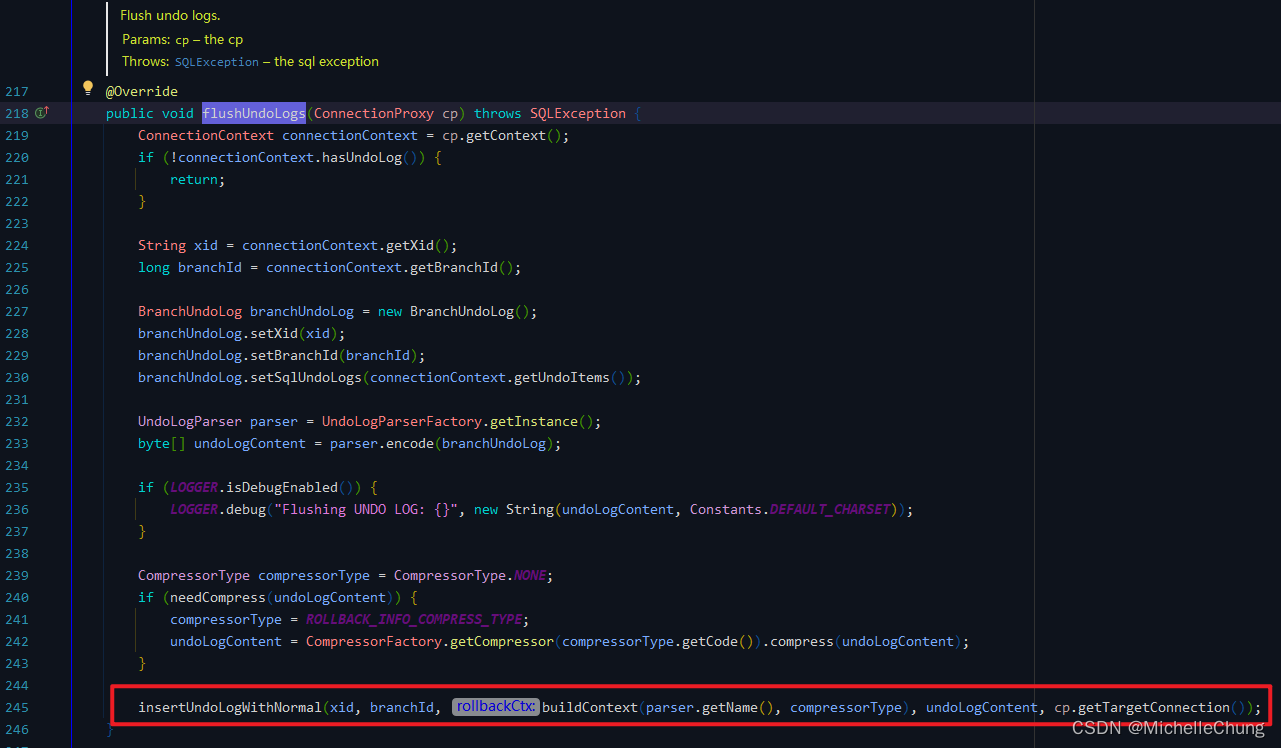 Flush undo logs.
Params: cp – the cp
Throws: SQLException – the sql exception
217 @Override
218 public void flushUndoLogs(ConnectionProxy cp) throws SQLException {
219 ConnectionContext connectionContext = cp.getContext();
220 if (!connectionContext.hasUndoLog()) {
221 return;
222 }
223
224 String xid = connectionContext.getXid();
225 long branchId = connectionContext.getBranchId();
226
227 BranchUndoLog branchUndoLog = new BranchUndoLog();
228 branchUndoLog.setXid(xid);
229 branchUndoLog.setBranchId(branchId);
230 branchUndoLog.setSqlUndoLogs(connectionContext.getUndoItems());
231
232 UndoLogParser parser = UndoLogParserFactory.getInstance();
233 byte[] undoLogContent = parser.encode(branchUndoLog);
234
235 if (LOGGER.isDebugEnabled()) {
236 LOGGER.debug("Flushing UNDO LOG: {}", new String(undoLogContent, Constants.DEFAULT_CHARSET));
237 }
238
239 CompressorType compressorType = CompressorType.NONE;
240 if (needCompress(undoLogContent)) {
241 compressorType = ROLLBACK_INFO_COMPRESS_TYPE;
242 undoLogContent = CompressorFactory.getCompressor(compressorType.getCode()).compress(undoLogContent);
243 }
244
245 insertUndoLogWithNormal(xid, branchId, rollbackCtx: buildContext(parser.getName(), compressorType), undoLogContent, cp.getTargetConnection());
246 }
CSDN @MichelleChung